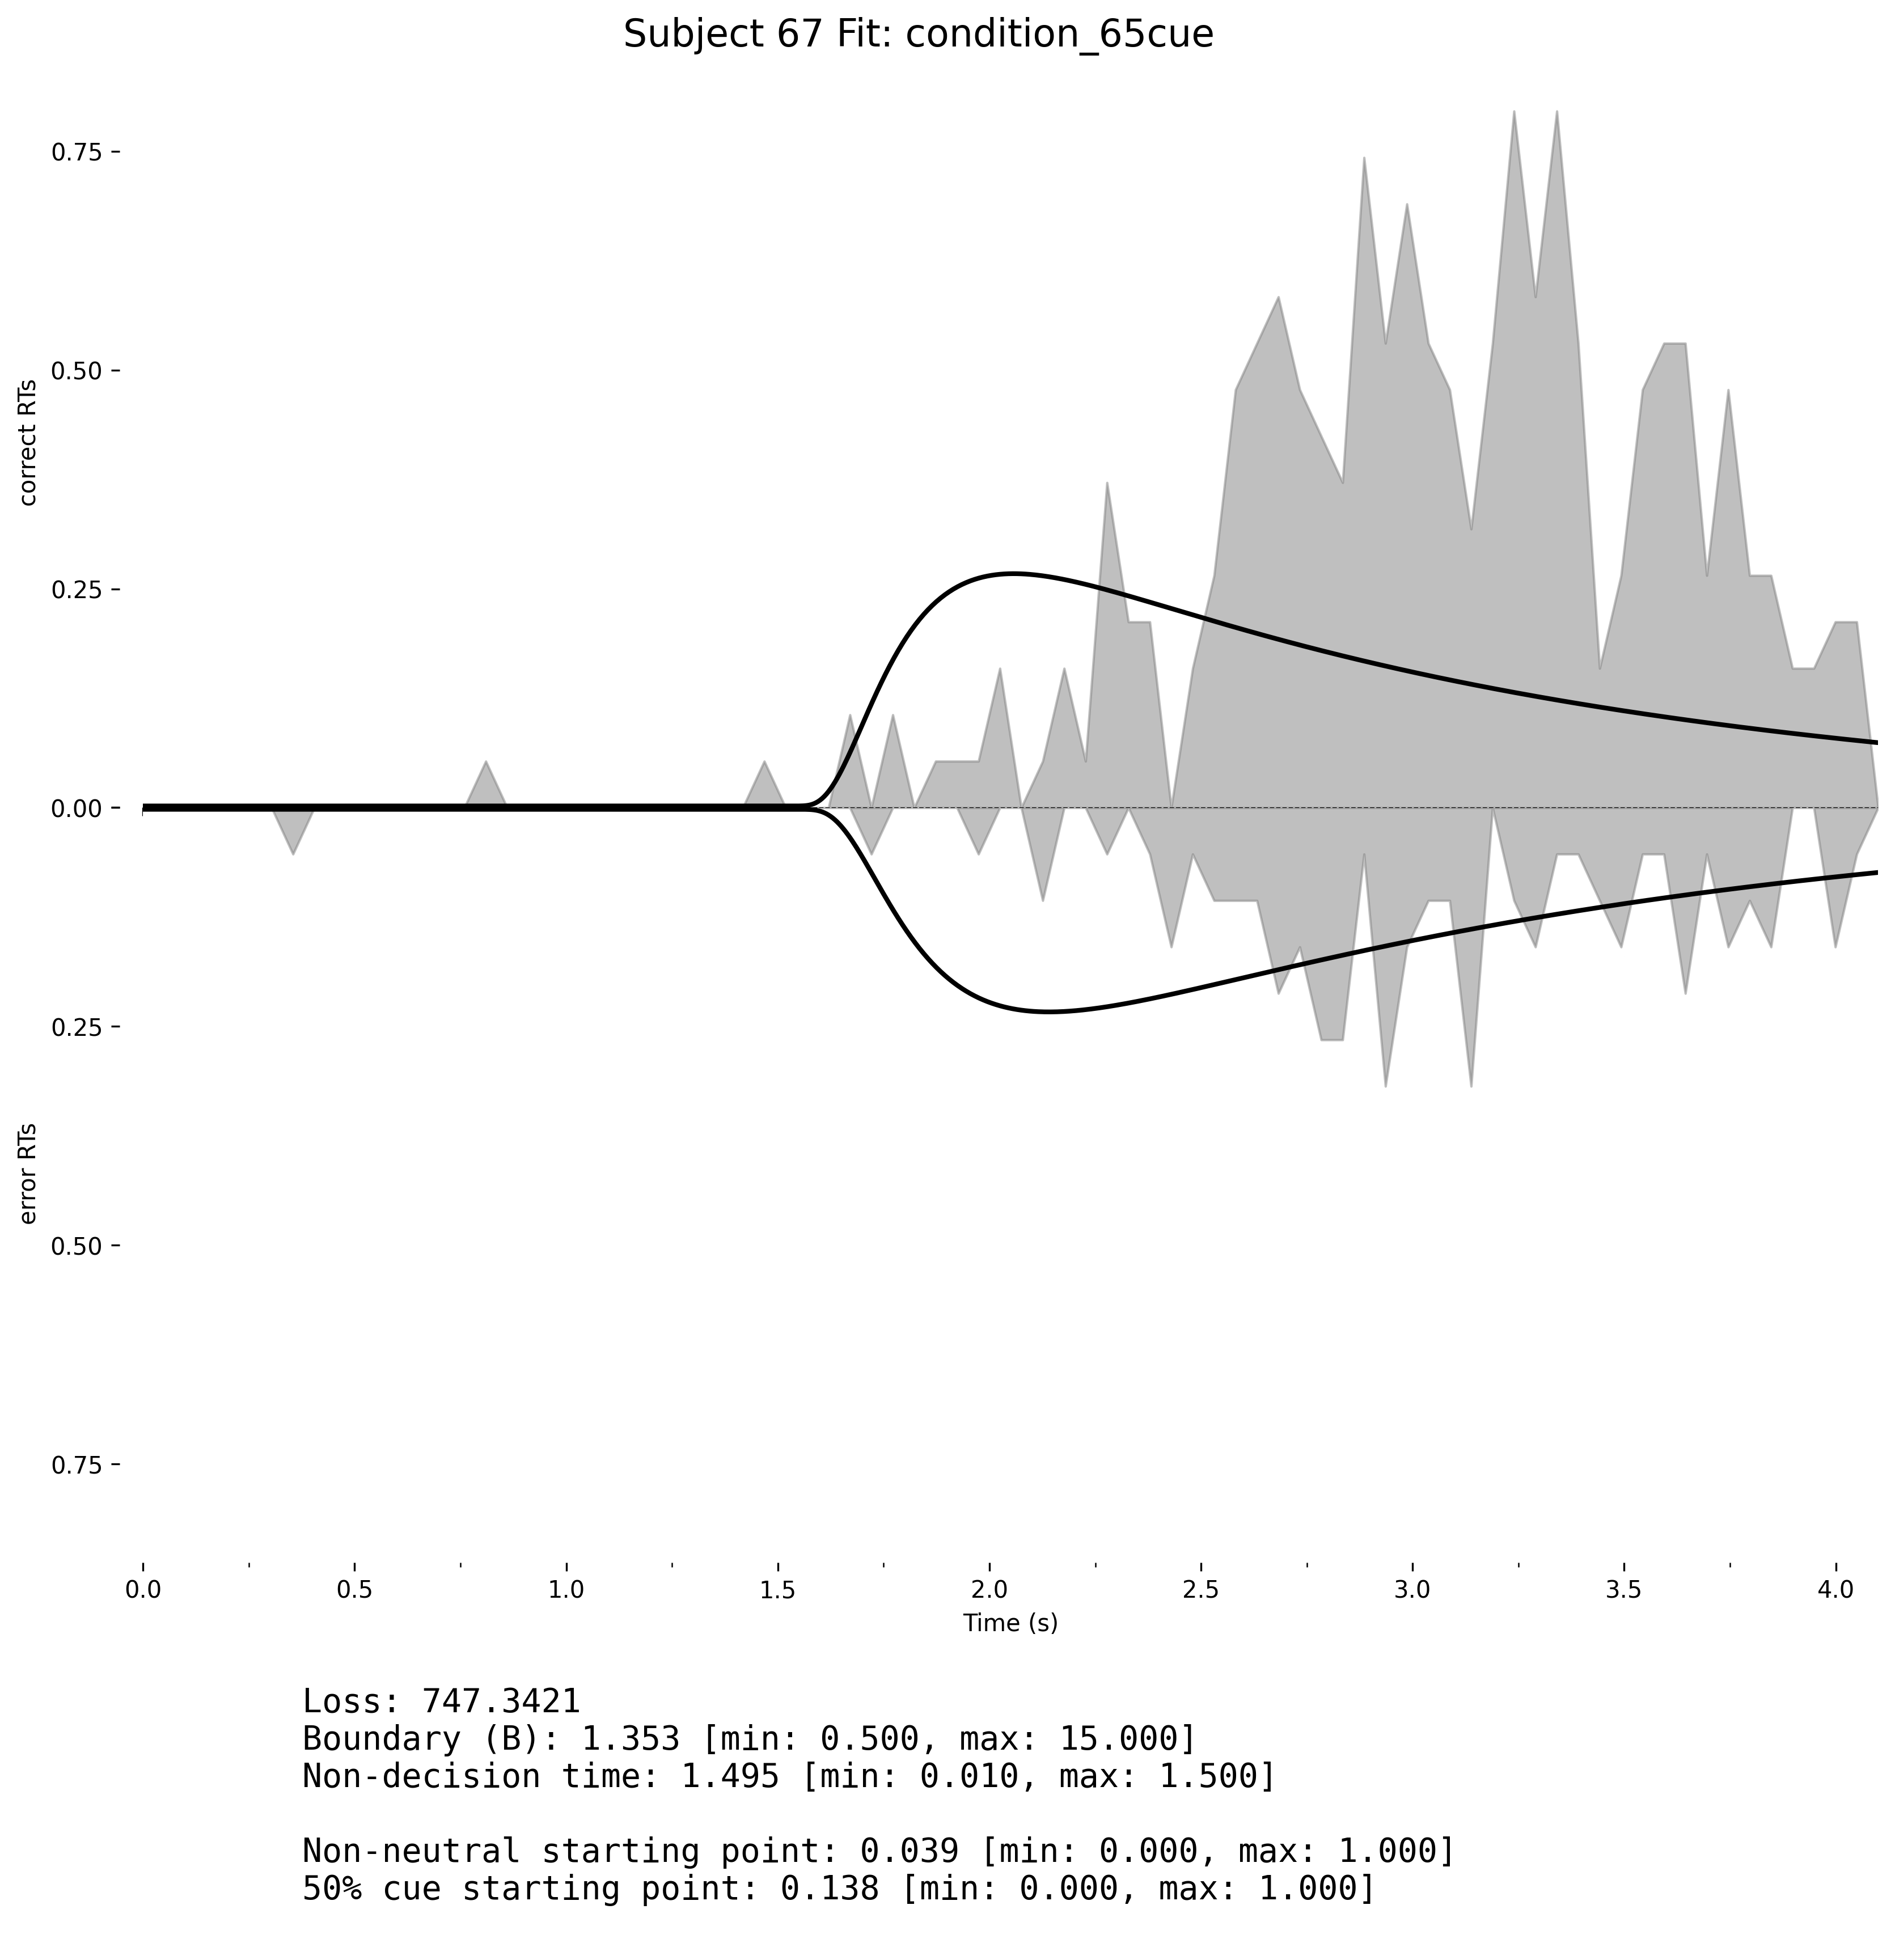 Subject 67 Fit: condition_65cue
correct RTs
error RTs
0.75
0.50
0.25
0.00
0.25
0.50
0.75
0.0 0.5 1.0 1.5 2.0 2.5 3.0 3.5 4.0
Time (s)
Loss: 747.3421
Boundary (B): 1.353 [min: 0.500, max: 15.000]
Non-decision time: 1.495 [min: 0.010, max: 1.500]
Non-neutral starting point: 0.039 [min: 0.000, max: 1.000]
50% cue starting point: 0.138 [min: 0.000, max: 1.000]